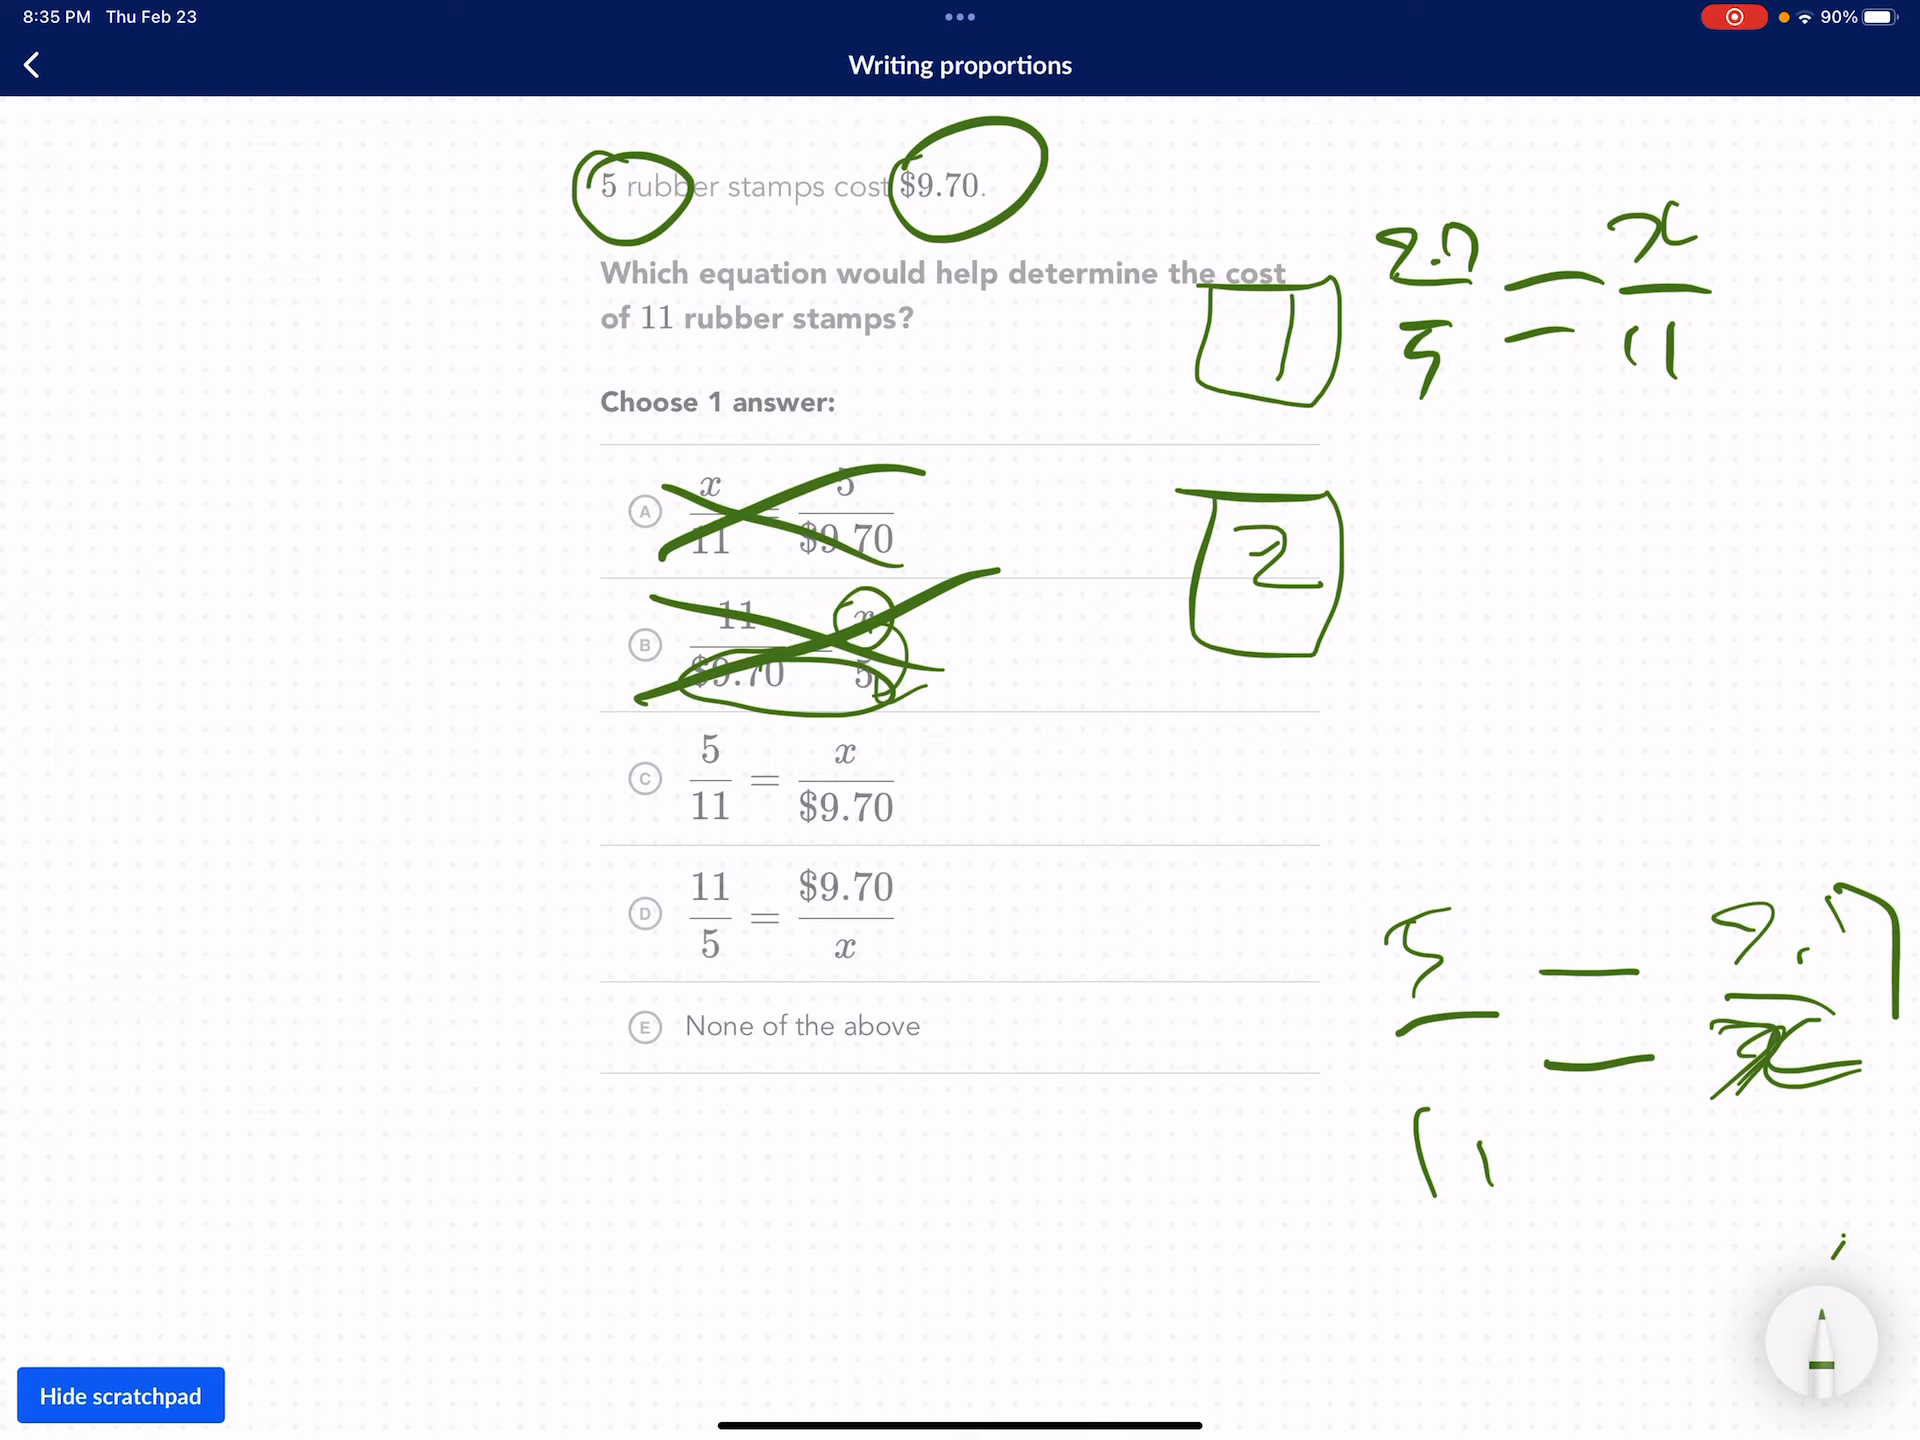 8:35 PM Thu Feb 23
90%
Writing proportions
5 rubber stamps cost $9.70.
Which equation would help determine the cost
of 11 rubber stamps?
Choose 1 answer:
A x/11 = 5/$9.70
B 11/$9.70 = x/5
C 5/11 = x/$9.70
D 11/5 = $9.70/x
E None of the above
1
9.7/5 = x/11
2
5/11 = 9.7/x
Hide scratchpad